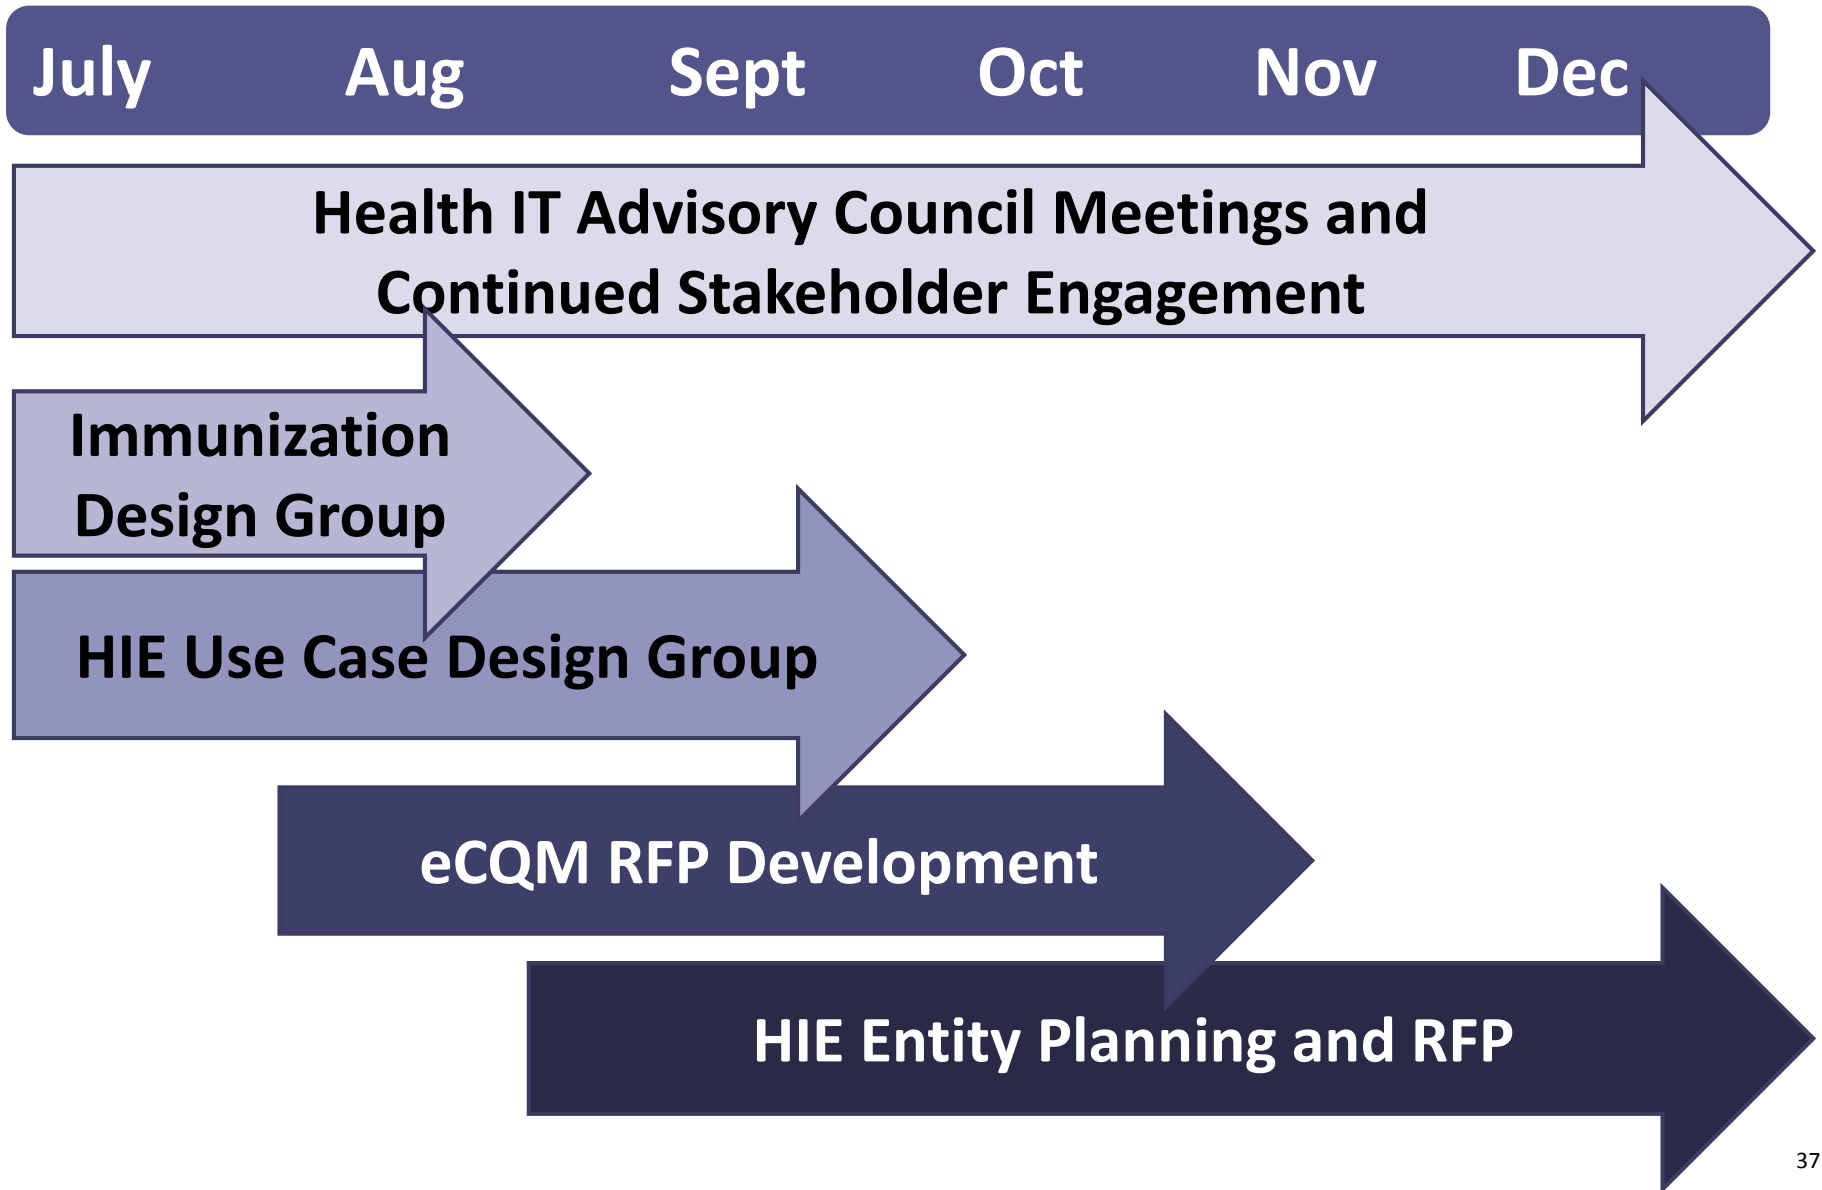 July Aug Sept Oct Nov Dec
Health IT Advisory Council Meetings and
Continued Stakeholder Engagement
Immunization
Design Group
HIE Use Case Design Group
eCQM RFP Development
HIE Entity Planning and RFP
37